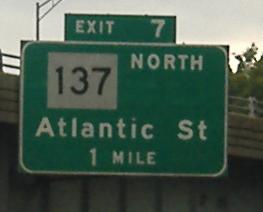 EXIT 7
137 NORTH
Atlantic St
1 MILE